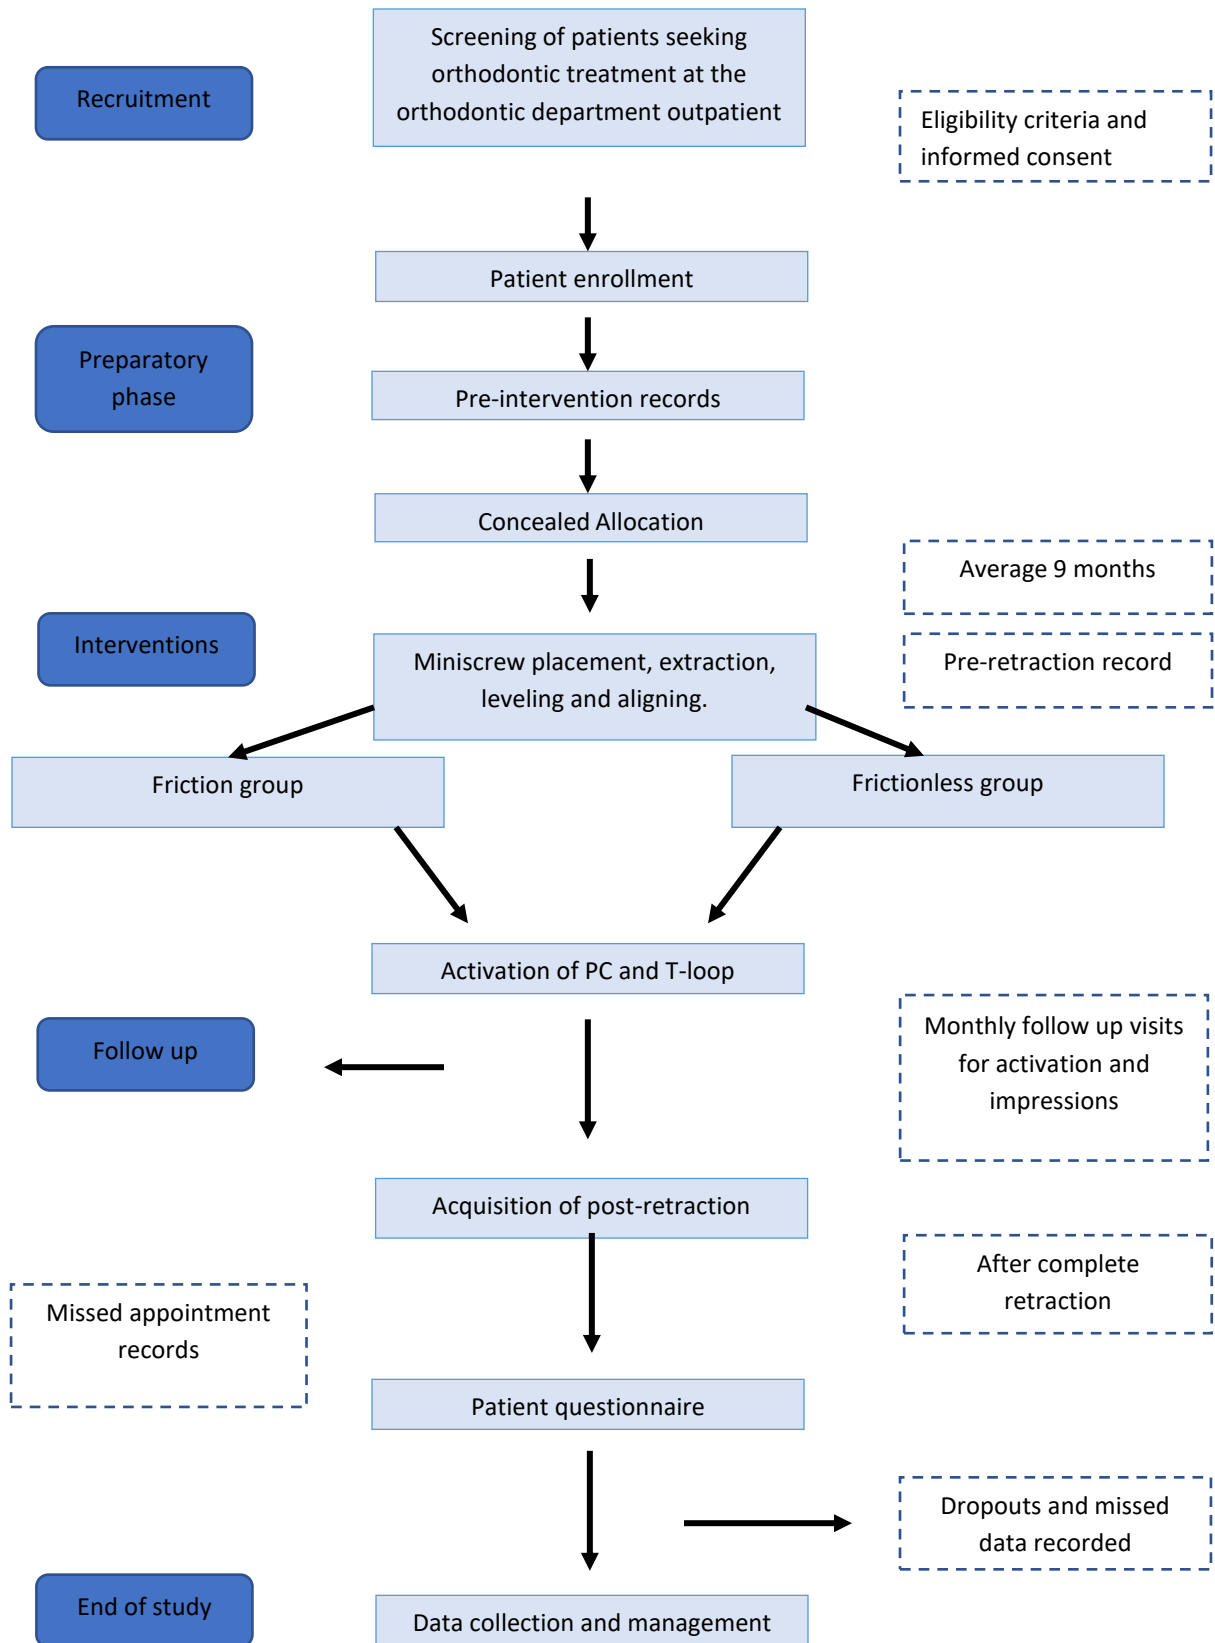 Screening of patients seeking
orthodontic treatment at the
orthodontic department outpatient
Recruitment
Eligibility criteria and
informed consent
Patient enrollment
Preparatory
phase
Pre-intervention records
Concealed Allocation
Average 9 months
Interventions
Miniscrew placement, extraction,
leveling and aligning.
Pre-retraction record
Friction group
Frictionless group
Activation of PC and T-loop
Follow up
Monthly follow up visits
for activation and
impressions
Acquisition of post-retraction
After complete
retraction
Missed appointment
records
Patient questionnaire
Dropouts and missed
data recorded
End of study
Data collection and management